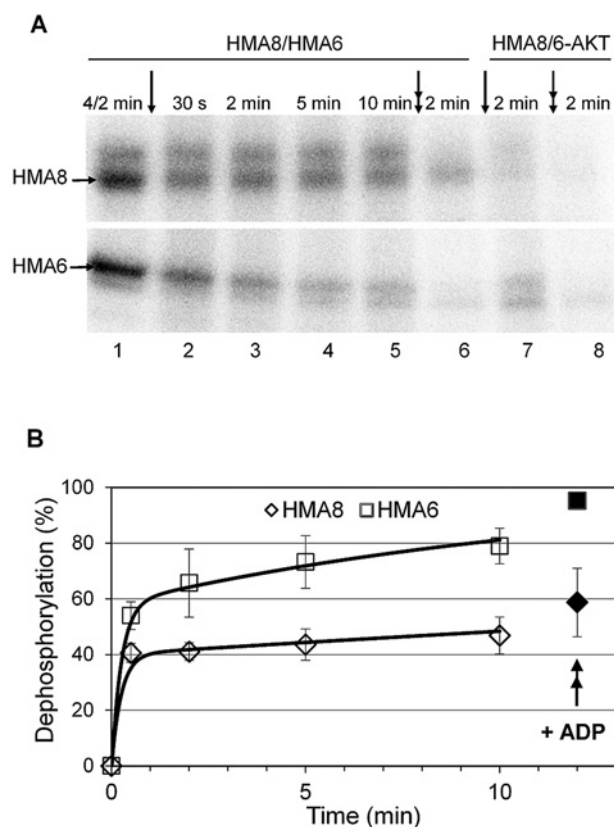 A
HMA8/HMA6 HMA8/6-AKT
4/2 min 30 s 2 min 5 min 10 min 2 min 2 min 2 min
HMA8
HMA6
1 2 3 4 5 6 7 8
B
Dephosphorylation (%)
100
80
60
40
20
0
HMA8 HMA6
+ ADP
0 5 10
Time (min)